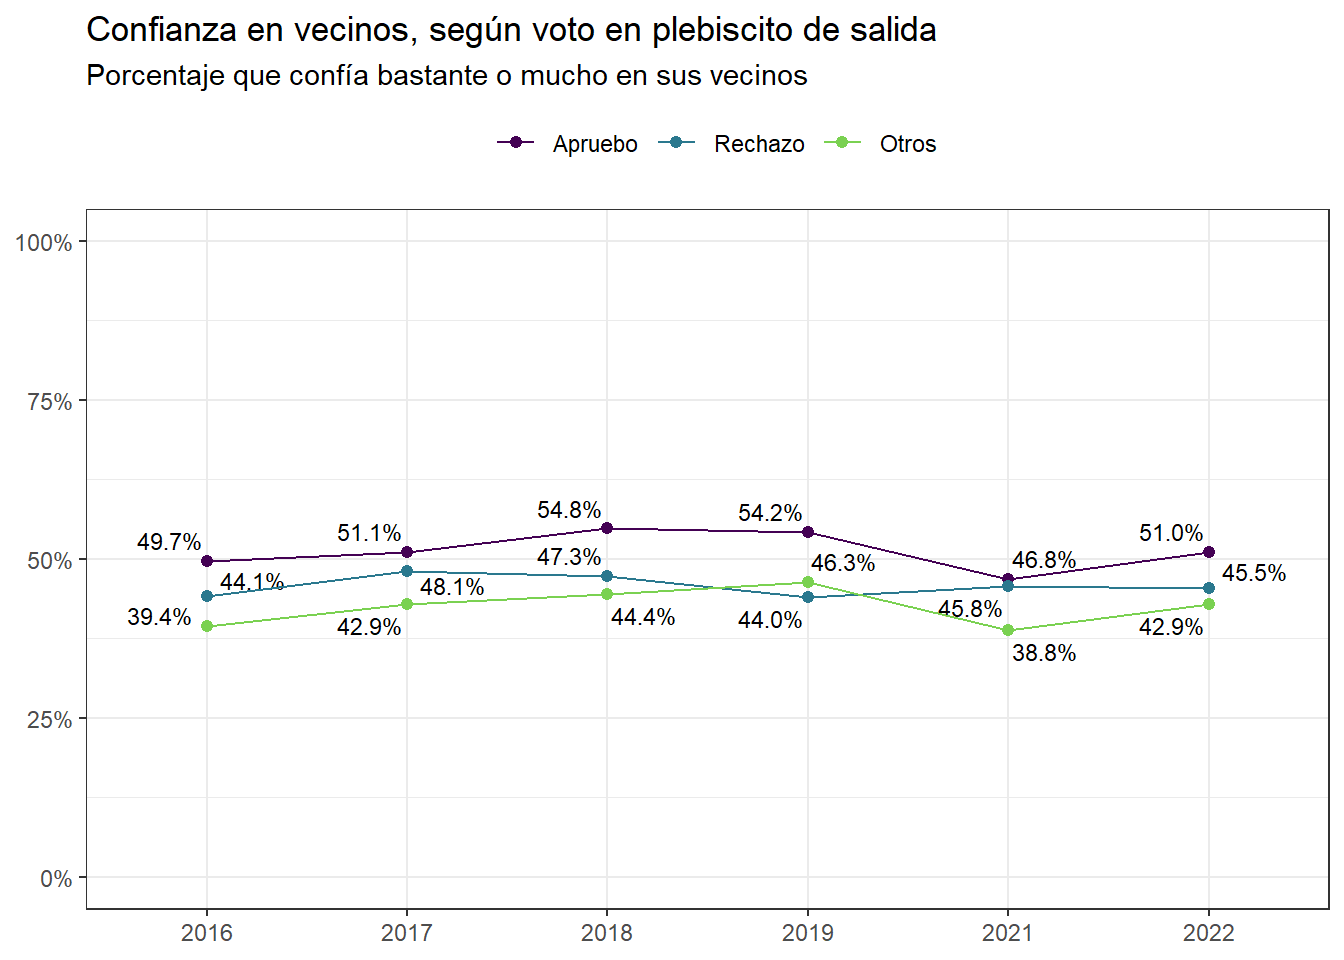 Confianza en vecinos, según voto en plebiscito de salida
Porcentaje que confía bastante o mucho en sus vecinos
Apruebo Rechazo Otros
100%
75%
54.8% 54.2%
49.7% 51.1% 47.3% 46.3% 46.8% 51.0%
50%
44.1% 48.1% 45.8% 45.5%
39.4% 42.9% 44.4% 44.0% 38.8% 42.9%
25%
0%
2016 2017 2018 2019 2021 2022